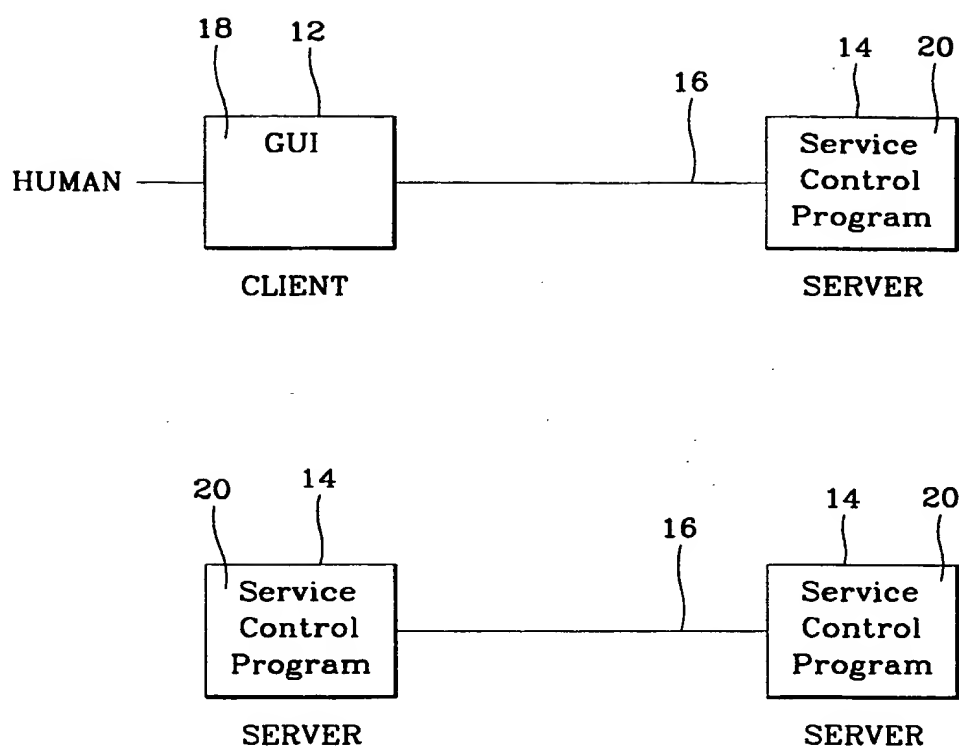 18 12 14 20
16
GUI
Service
Control
Program
HUMAN
CLIENT
SERVER
20 14 14 20
16
Service
Control
Program
Service
Control
Program
SERVER
SERVER